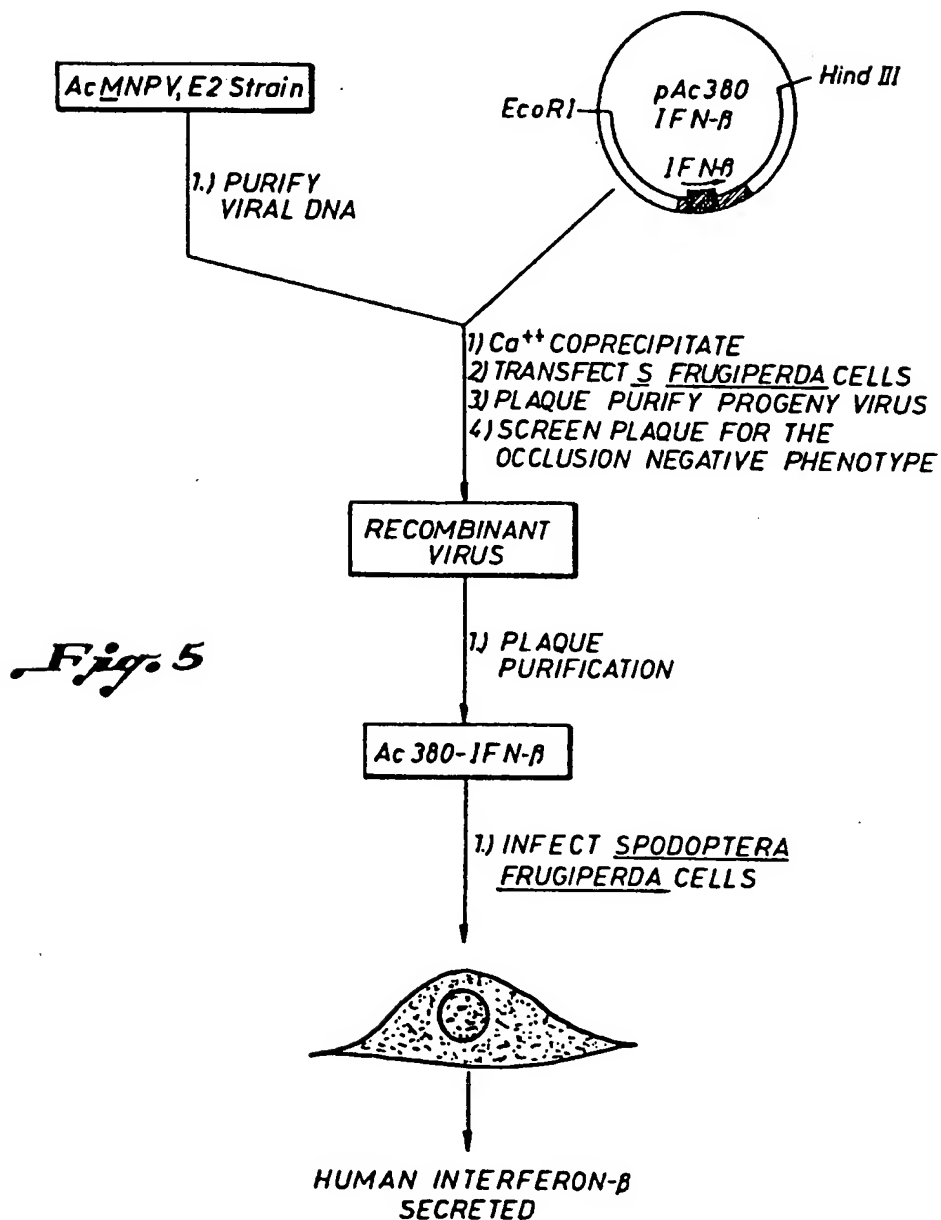 AcMNPV, E2 Strain
1.) PURIFY
VIRAL DNA
EcoRI
Hind III
pAc380
IFN-β
IFN-β
1) Ca++ COPRECIPITATE
2) TRANSFECT S FRUGIPERDA CELLS
3) PLAQUE PURIFY PROGENY VIRUS
4) SCREEN PLAQUE FOR THE
OCCLUSION NEGATIVE PHENOTYPE
RECOMBINANT
VIRUS
Fig. 5
1.) PLAQUE
PURIFICATION
Ac 380-IFN-β
1.) INFECT SPODOPTERA
FRUGIPERDA CELLS
HUMAN INTERFERON-β
SECRETED